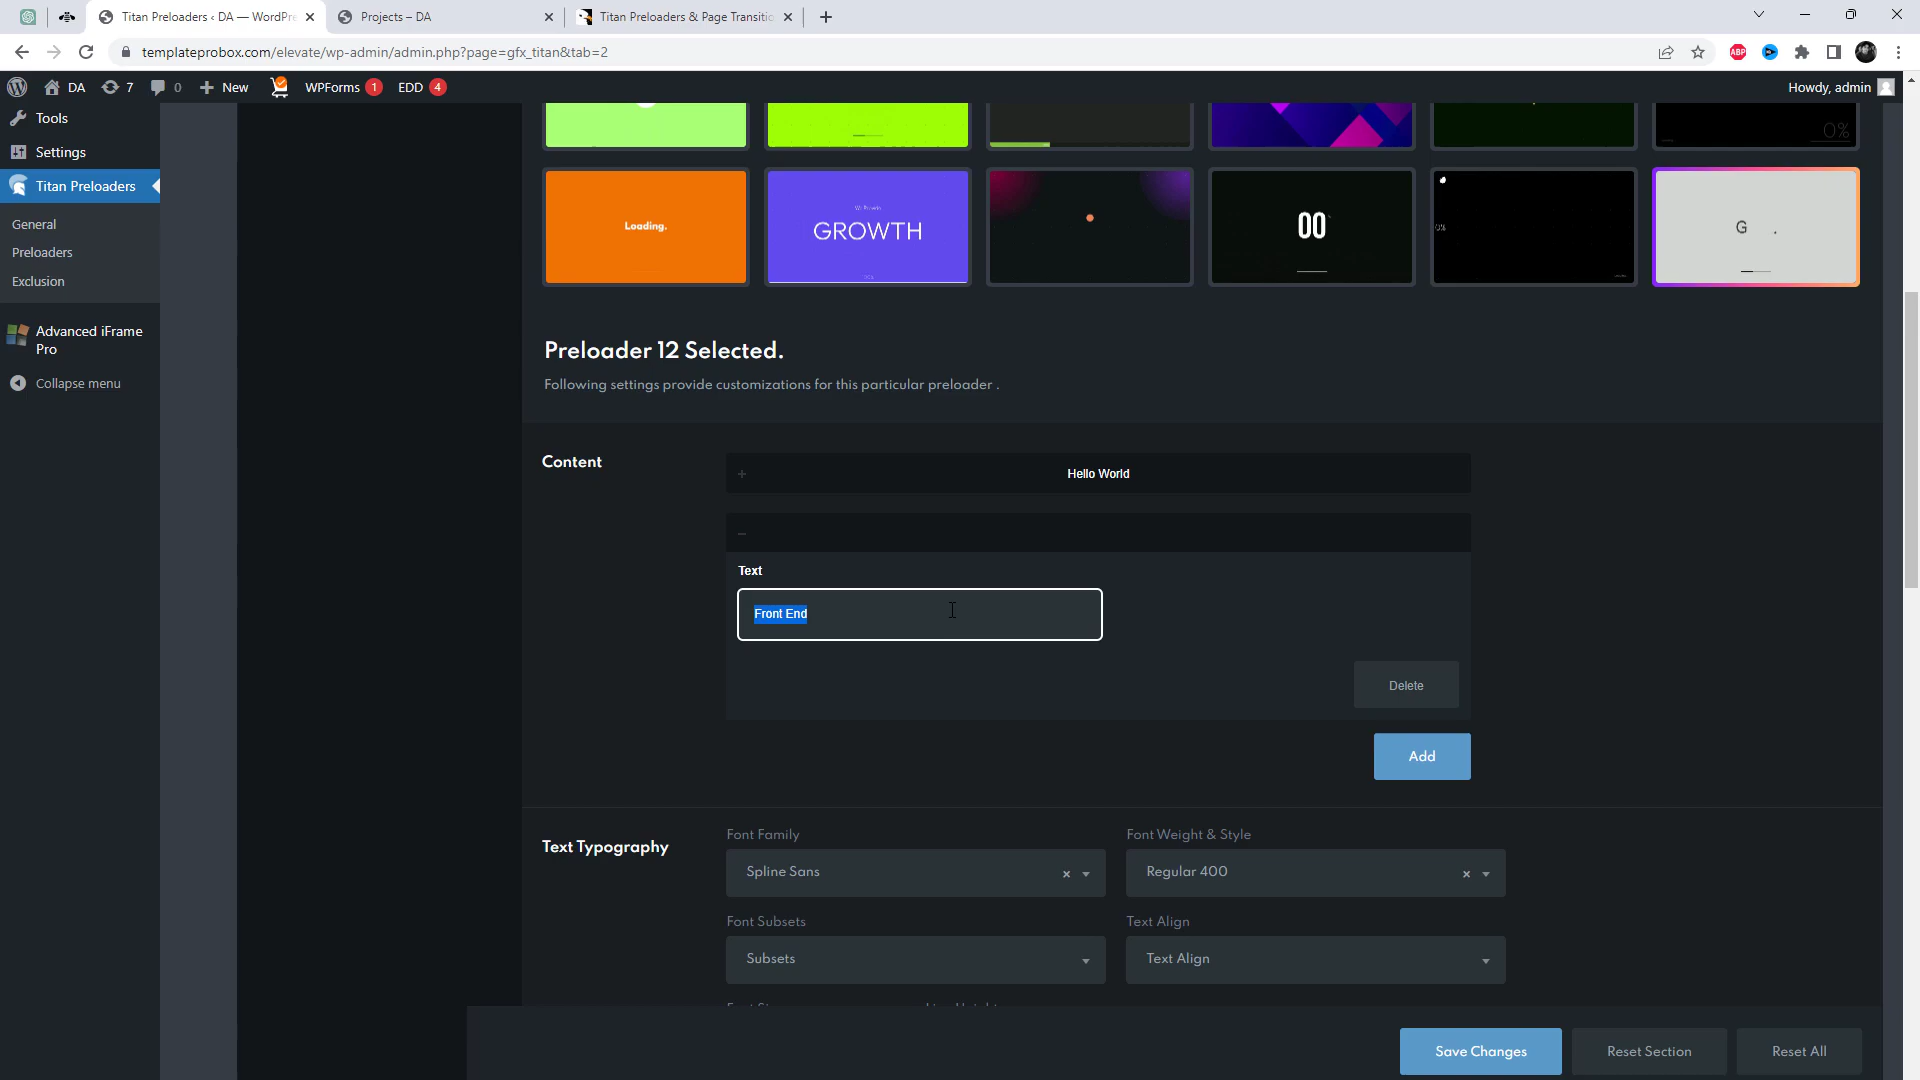 Titan Preloaders ‹ DA — WordPre
Projects – DA
Titan Preloaders & Page Transitio
templateprobox.com/elevate/wp-admin/admin.php?page=gfx_titan&tab=2
ABP
DA
7
0
New
WPForms 1
EDD 4
Howdy, admin
Tools
Settings
Titan Preloaders
General
Preloaders
Exclusion
Advanced iFrame
Pro
Collapse menu
0%
Loading.
GROWTH
00
0%
G .
Preloader 12 Selected.
Following settings provide customizations for this particular preloader .
Content
Hello World
Text
Front End
Delete
Add
Text Typography
Font Family
Font Weight & Style
Spline Sans
Regular 400
Font Subsets
Text Align
Subsets
Text Align
Save Changes
Reset Section
Reset All